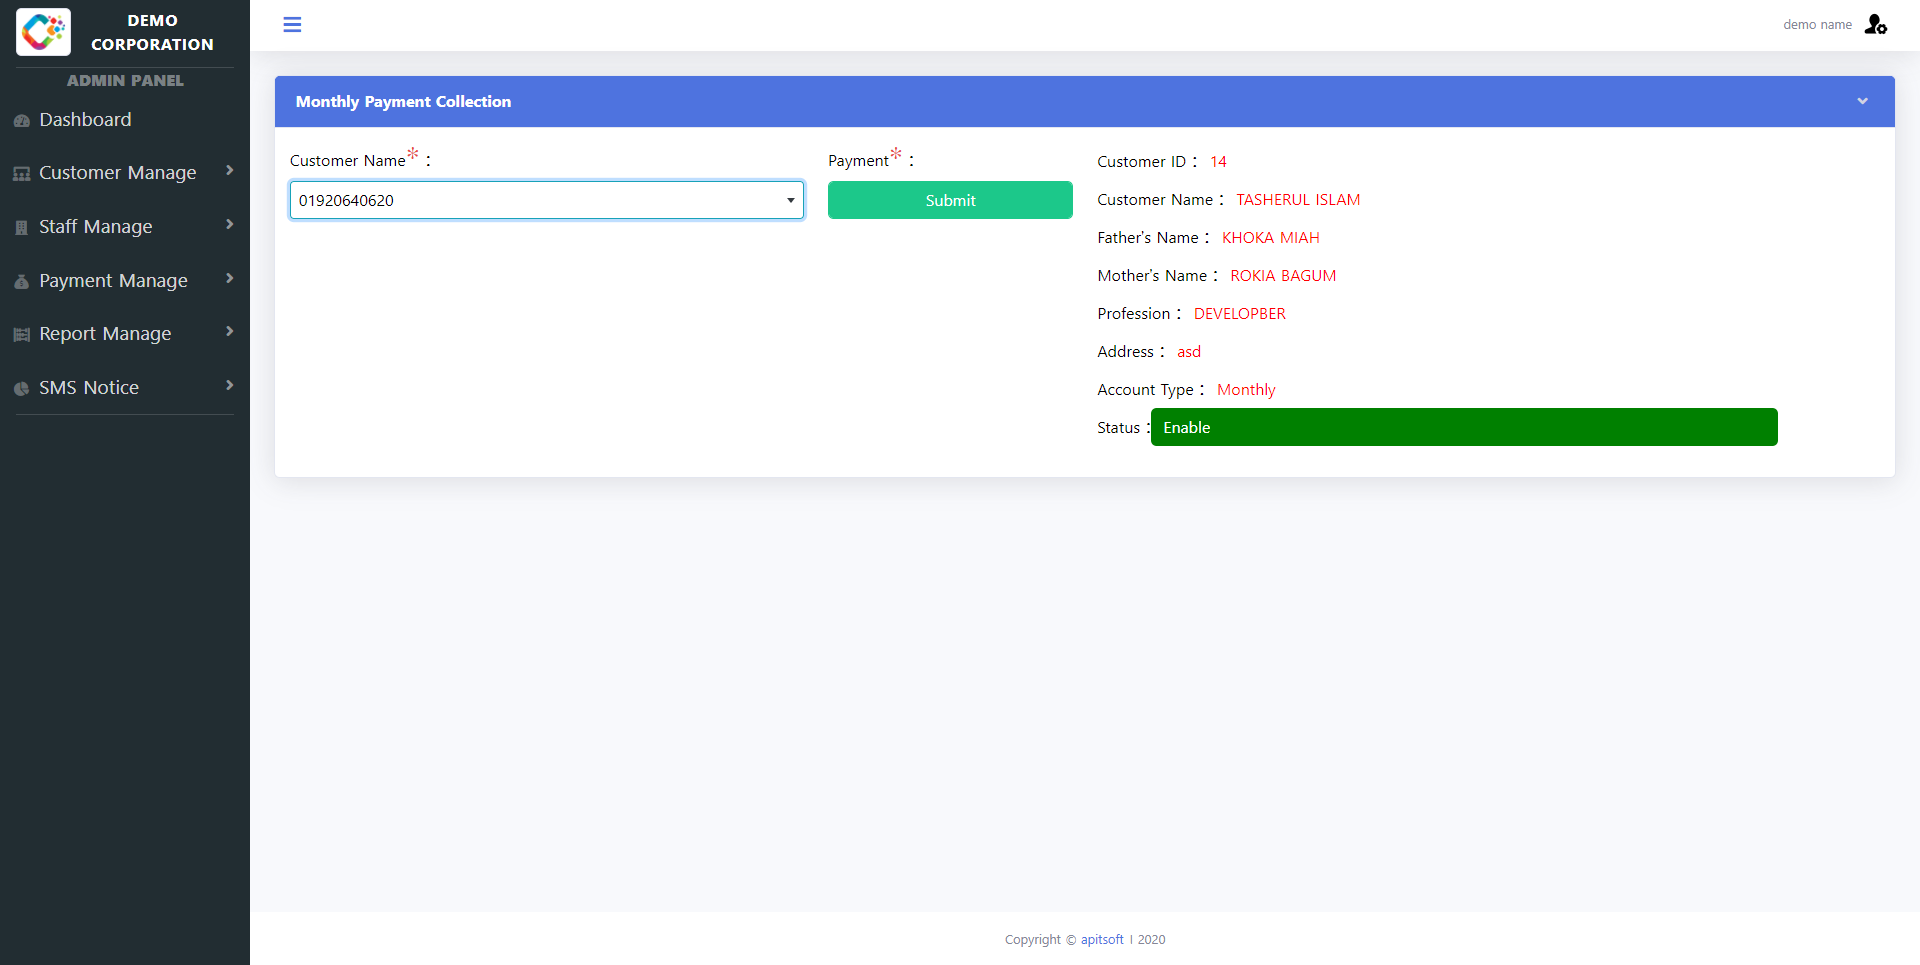 DEMO
CORPORATION
ADMIN PANEL
Dashboard
Customer Manage
Staff Manage
Payment Manage
Report Manage
SMS Notice
demo name
Monthly Payment Collection
Customer Name* :
01920640620
Payment* :
Submit
Customer ID : 14
Customer Name : TASHERUL ISLAM
Father's Name : KHOKA MIAH
Mother's Name : ROKIA BAGUM
Profession : DEVELOPBER
Address : asd
Account Type : Monthly
Status : Enable
Copyright © apitsoft | 2020